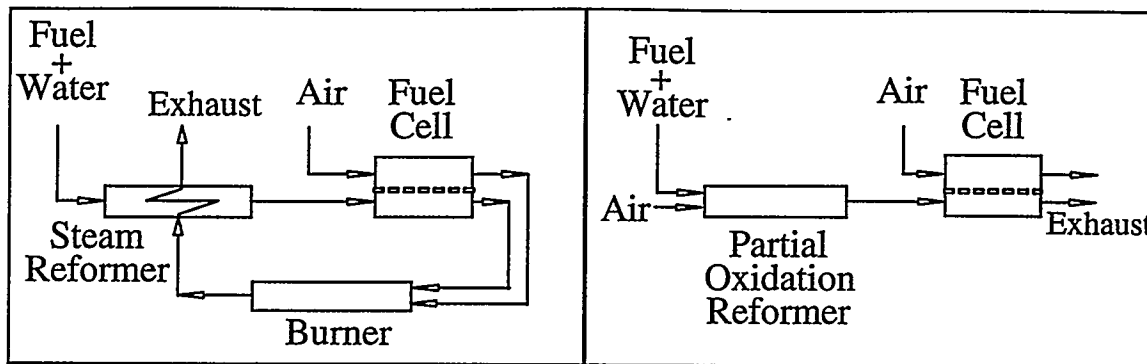 Fuel
+
Water
Exhaust
Air
Fuel
Cell
Steam
Reformer
Burner
Fuel
+
Water
Air
Fuel
Cell
Air
Partial
Oxidation
Reformer
Exhaust